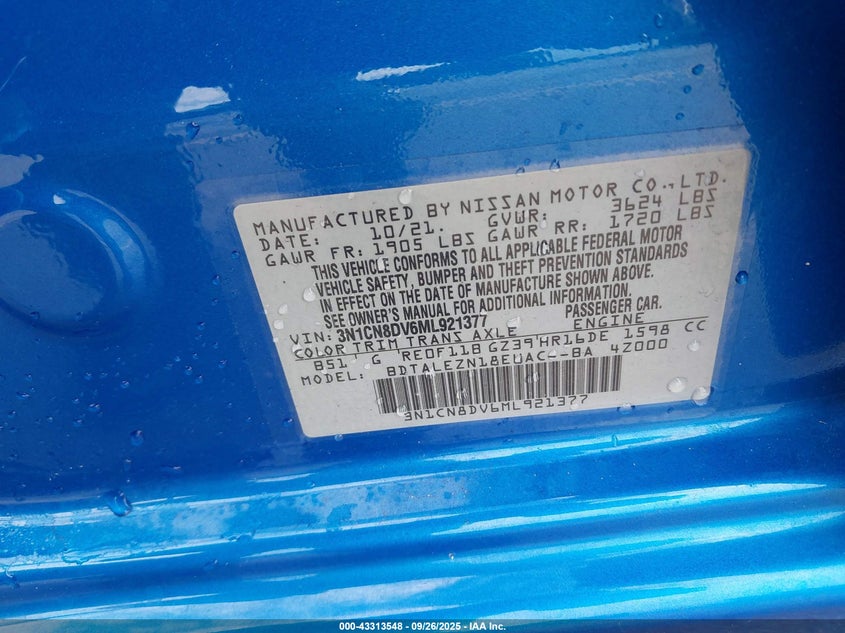 MANUFACTURED BY NISSAN MOTOR CO., LTD.
DATE: 10/21. GVWR: 3624 LBS
GAWR FR: 1905 LBS GAWR RR: 1720 LBS
THIS VEHICLE CONFORMS TO ALL APPLICABLE FEDERAL MOTOR
VEHICLE SAFETY, BUMPER AND THEFT PREVENTION STANDARDS
IN EFFECT ON THE DATE OF MANUFACTURE SHOWN ABOVE.
SEE OWNER'S MANUAL FOR ADDITIONAL INFORMATION.
VIN: 3N1CN8DV6ML921377 PASSENGER CAR.
COLOR TRIM TRANS AXLE ENGINE
B51 G RE0F11B GZ39 HR16DE 1598 CC
MODEL: BDTALEZN18EUAC--BA 4Z000
3N1CN8DV6ML921377
000-43313548 - 09/26/2025 - IAA Inc.